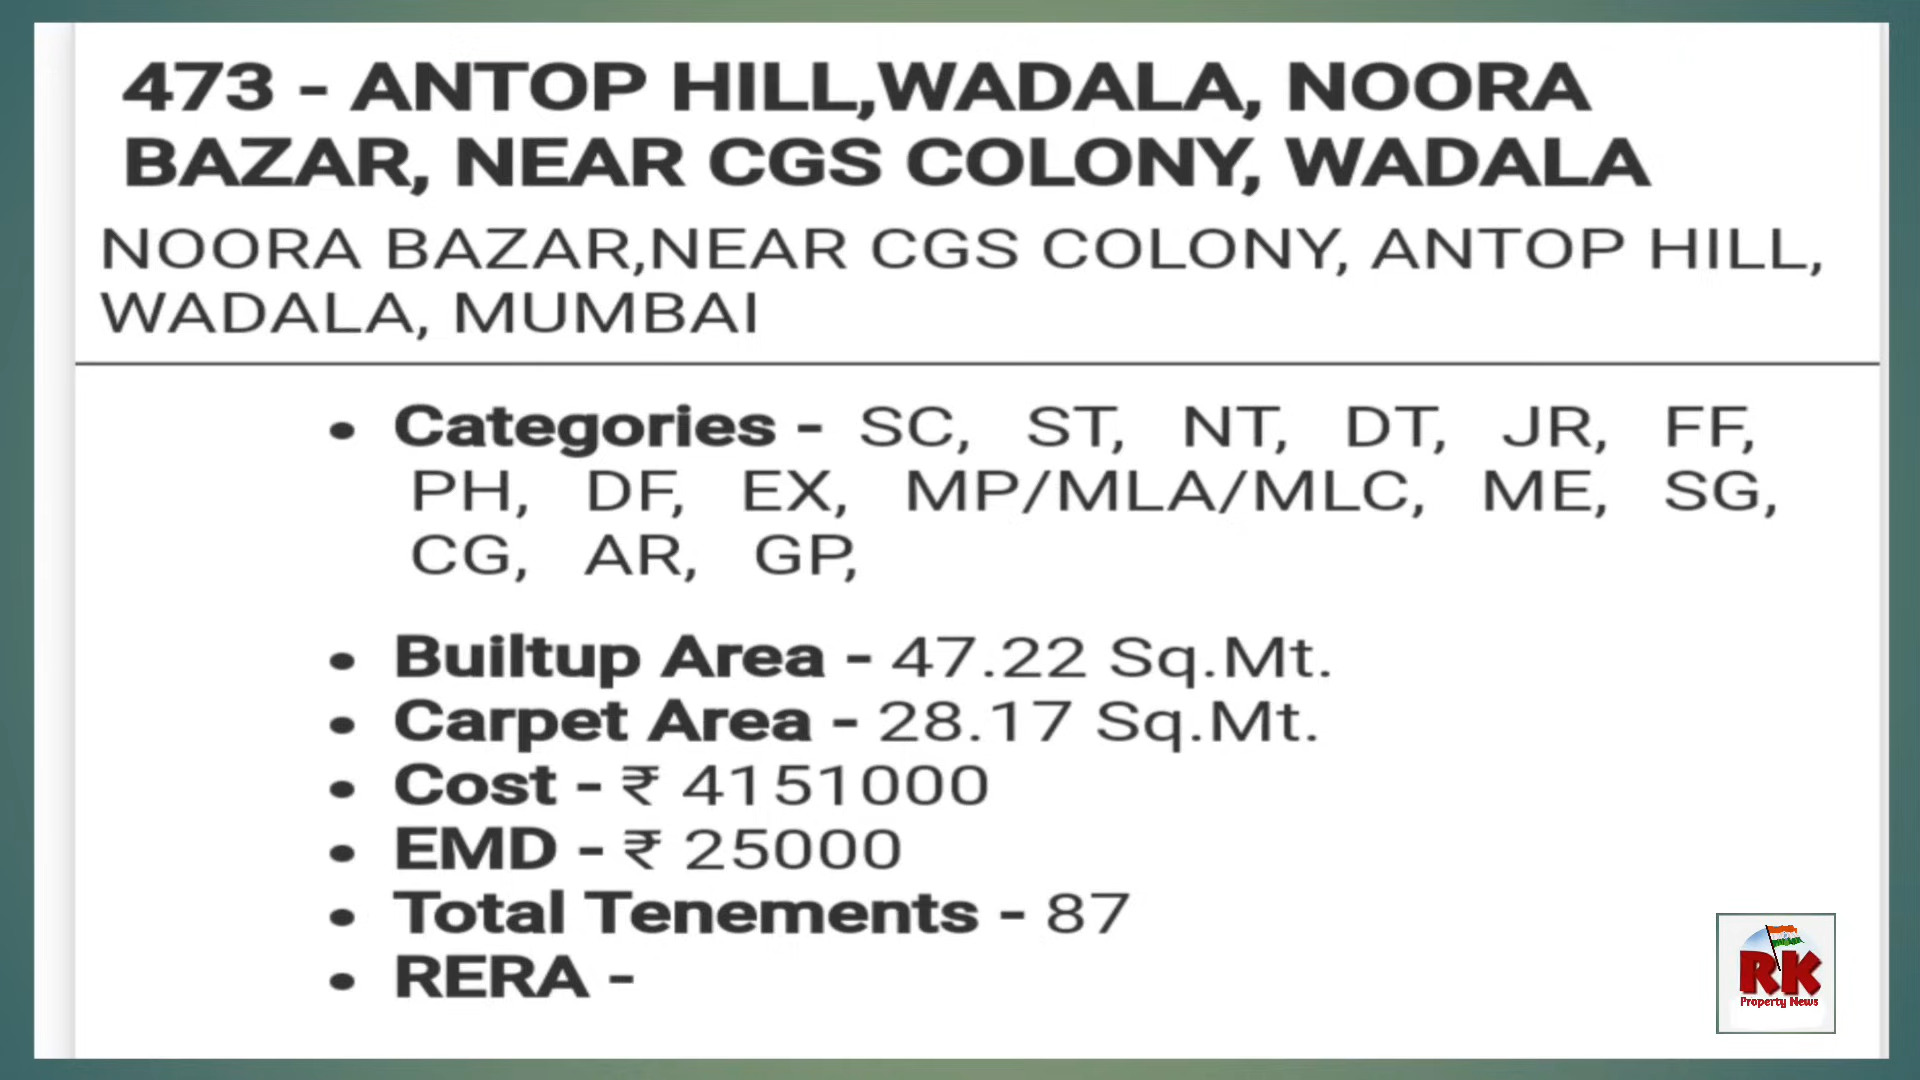 473 - ANTOP HILL,WADALA, NOORA
BAZAR, NEAR CGS COLONY, WADALA
NOORA BAZAR,NEAR CGS COLONY, ANTOP HILL,
WADALA, MUMBAI
• Categories - SC, ST, NT, DT, JR, FF,
PH, DF, EX, MP/MLA/MLC, ME, SG,
CG, AR, GP,
• Builtup Area - 47.22 Sq.Mt.
• Carpet Area - 28.17 Sq.Mt.
• Cost - ₹ 4151000
• EMD - ₹ 25000
• Total Tenements - 87
• RERA -
RK
Property News